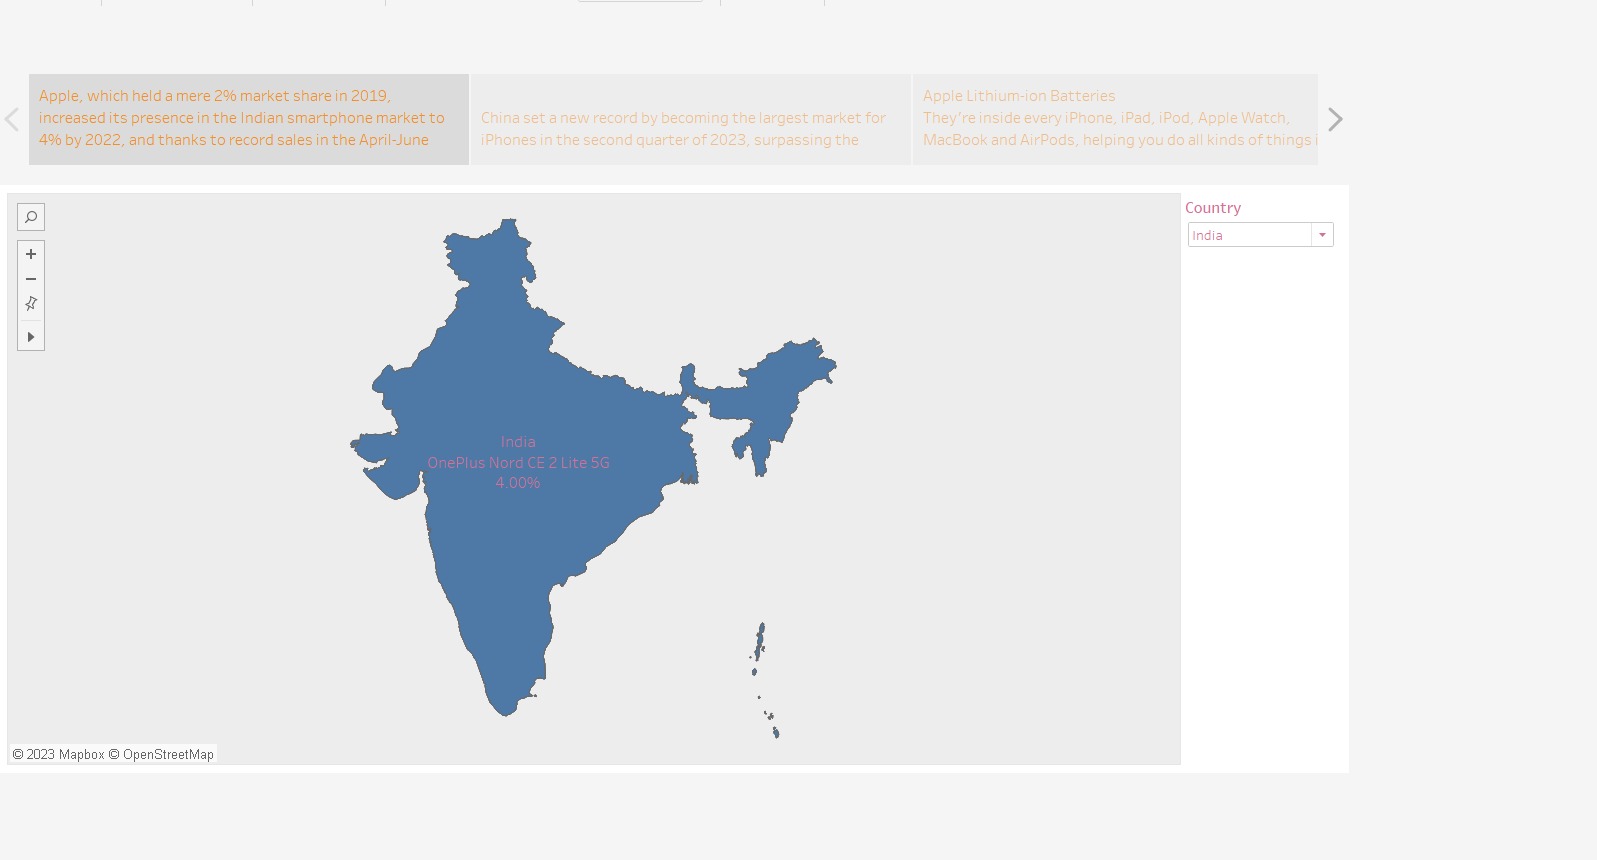 Apple, which held a mere 2% market share in 2019,
increased its presence in the Indian smartphone market to
4% by 2022, and thanks to record sales in the April-June
China set a new record by becoming the largest market for
iPhones in the second quarter of 2023, surpassing the
Apple Lithium-ion Batteries
They're inside every iPhone, iPad, iPod, Apple Watch,
MacBook and AirPods, helping you do all kinds of things i
Country
India
India
OnePlus Nord CE 2 Lite 5G
4.00%
© 2023 Mapbox © OpenStreetMap